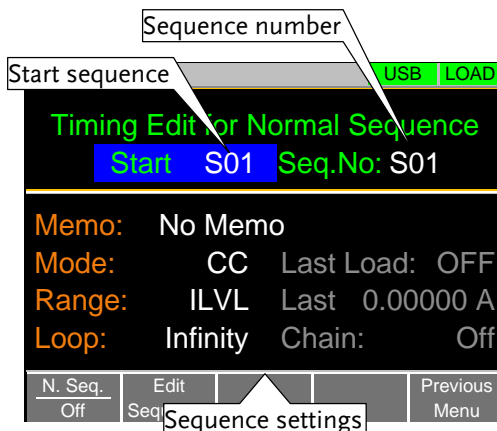 Sequence number
Start sequence
USB LOAD
Timing Edit for Normal Sequence
Start S01 Seq.No: S01
Memo: No Memo
Mode: CC Last Load: OFF
Range: ILVL Last 0.00000 A
Loop: Infinity Chain: Off
N. Seq. Edit Previous
Off Menu
Sequence settings